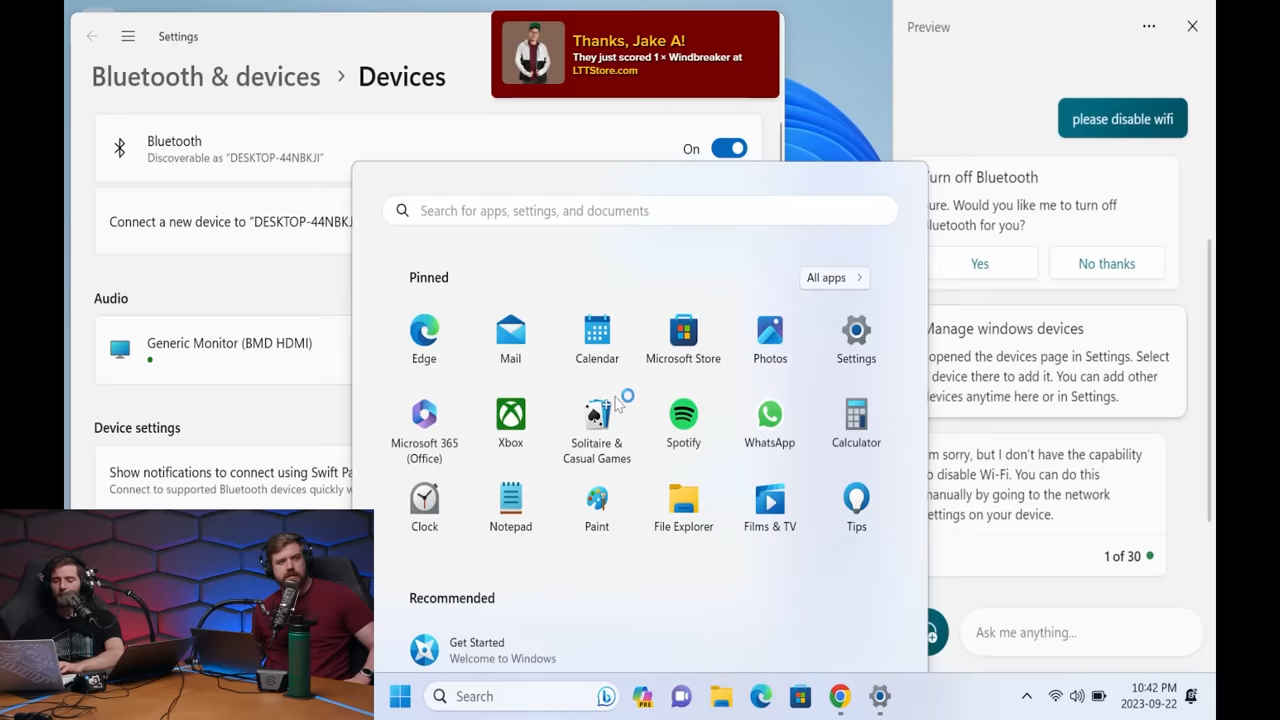 Settings
Bluetooth & devices > Devices
Bluetooth
Discoverable as "DESKTOP-44NBKJI"
On
Connect a new device to "DESKTOP-44NBKJ
Audio
Generic Monitor (BMD HDMI)
Device settings
Show notifications to connect using Swift Pa
Connect to supported Bluetooth devices quickly w
Thanks, Jake A!
They just scored 1 × Windbreaker at
LTTStore.com
Search for apps, settings, and documents
Pinned
All apps >
Edge
Mail
Calendar
Microsoft Store
Photos
Settings
Microsoft 365
(Office)
Xbox
Solitaire &
Casual Games
Spotify
WhatsApp
Calculator
Clock
Notepad
Paint
File Explorer
Films & TV
Tips
Recommended
Get Started
Welcome to Windows
Preview
please disable wifi
Turn off Bluetooth
ure. Would you like me to turn off
luetooth for you?
Yes
No thanks
Manage windows devices
opened the devices page in Settings. Select
device there to add it. You can add other
evices anytime here or in Settings.
m sorry, but I don't have the capability
o disable Wi-Fi. You can do this
manually by going to the network
ettings on your device.
1 of 30
Ask me anything...
Search
PRE
10:42 PM
2023-09-22